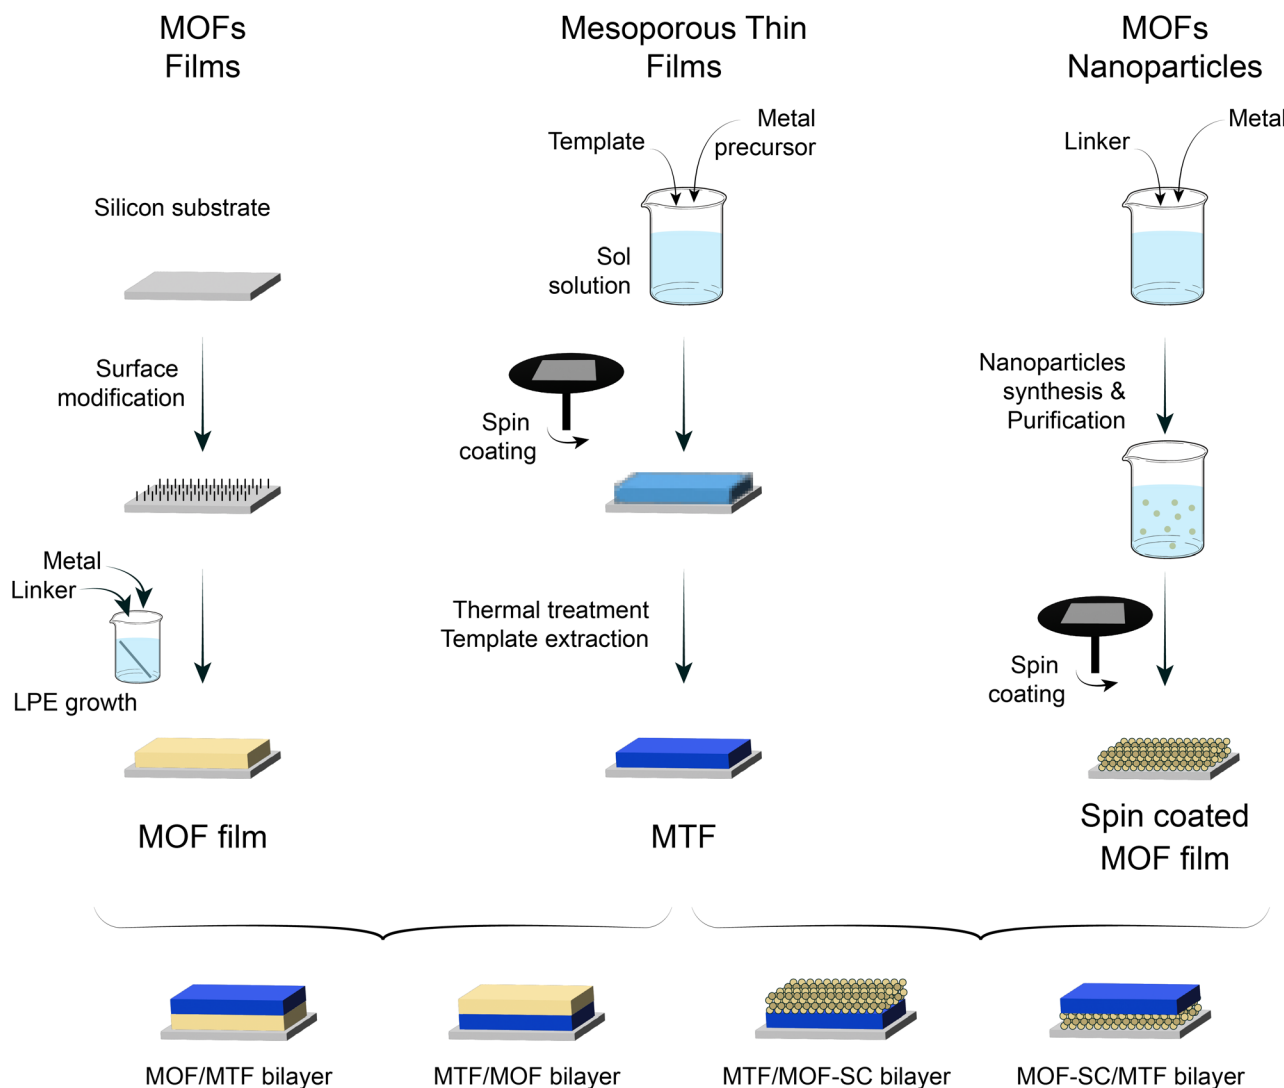 MOFs
Films
Silicon substrate
Surface
modification
Metal
Linker
LPE growth
MOF film
Mesoporous Thin
Films
Template
Metal
precursor
Sol
solution
Spin
coating
Thermal treatment
Template extraction
MTF
MOFs
Nanoparticles
Linker
Metal
Nanoparticles
synthesis &
Purification
Spin
coating
Spin coated
MOF film
MOF/MTF bilayer
MTF/MOF bilayer
MTF/MOF-SC bilayer
MOF-SC/MTF bilayer